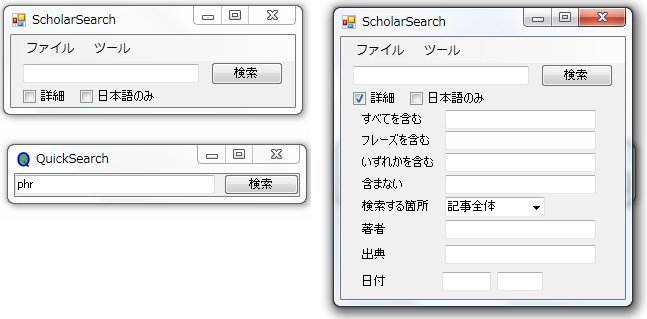 ScholarSearch
ファイル ツール
検索
詳細 日本語のみ
QuickSearch
phr 検索
ScholarSearch
ファイル ツール
検索
詳細 日本語のみ
すべてを含む
フレーズを含む
いずれかを含む
含まない
検索する箇所 記事全体
著者
出典
日付